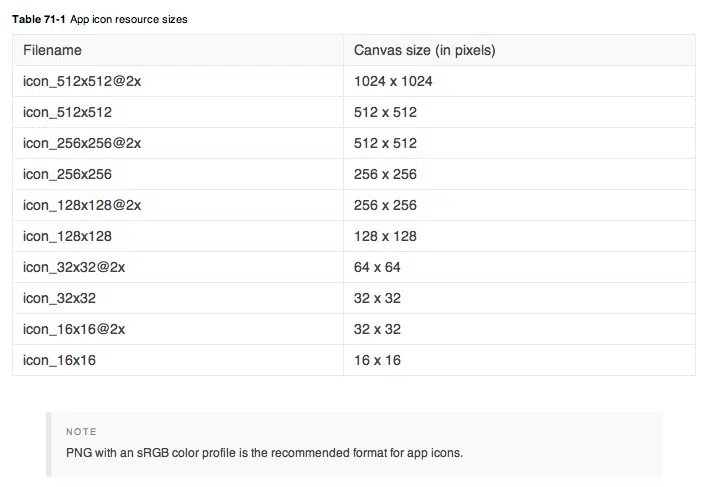 Table 71-1 App icon resource sizes
Filename Canvas size (in pixels)
icon_512x512@2x 1024 x 1024
icon_512x512 512 x 512
icon_256x256@2x 512 x 512
icon_256x256 256 x 256
icon_128x128@2x 256 x 256
icon_128x128 128 x 128
icon_32x32@2x 64 x 64
icon_32x32 32 x 32
icon_16x16@2x 32 x 32
icon_16x16 16 x 16
NOTE
PNG with an sRGB color profile is the recommended format for app icons.